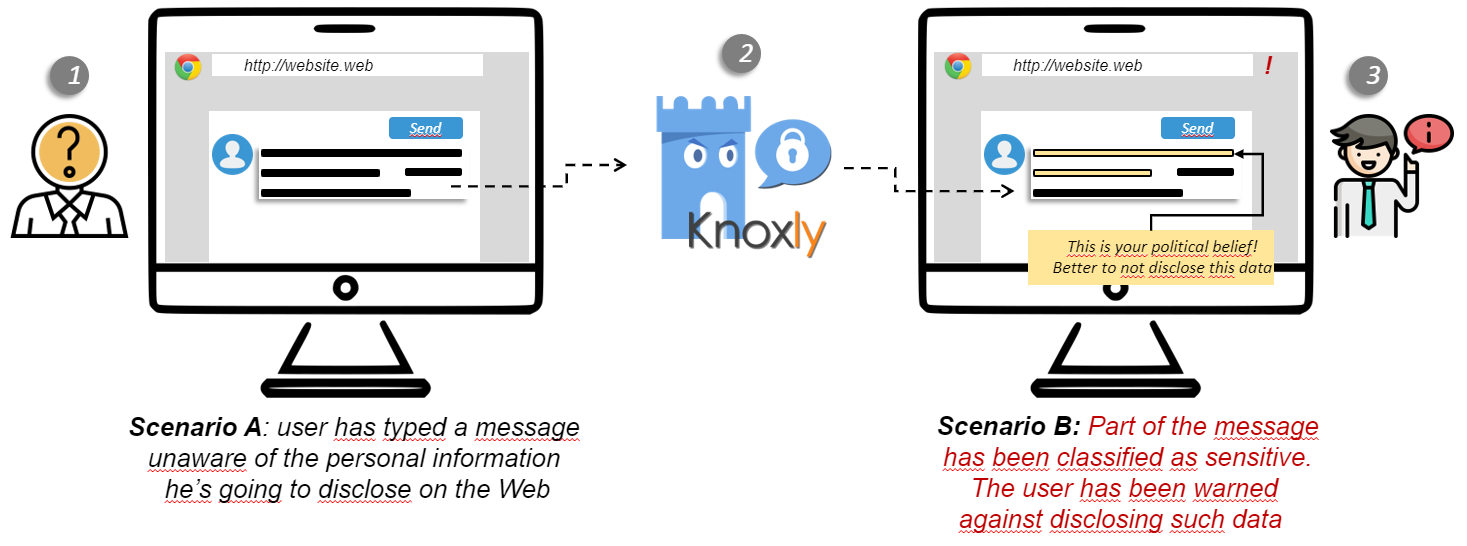 1
http://website.web
Send
Scenario A: user has typed a message
unaware of the personal information
he's going to disclose on the Web
2
Knoxly
3
http://website.web
!
Send
This is your political belief!
Better to not disclose this data
Scenario B: Part of the message
has been classified as sensitive.
The user has been warned
against disclosing such data